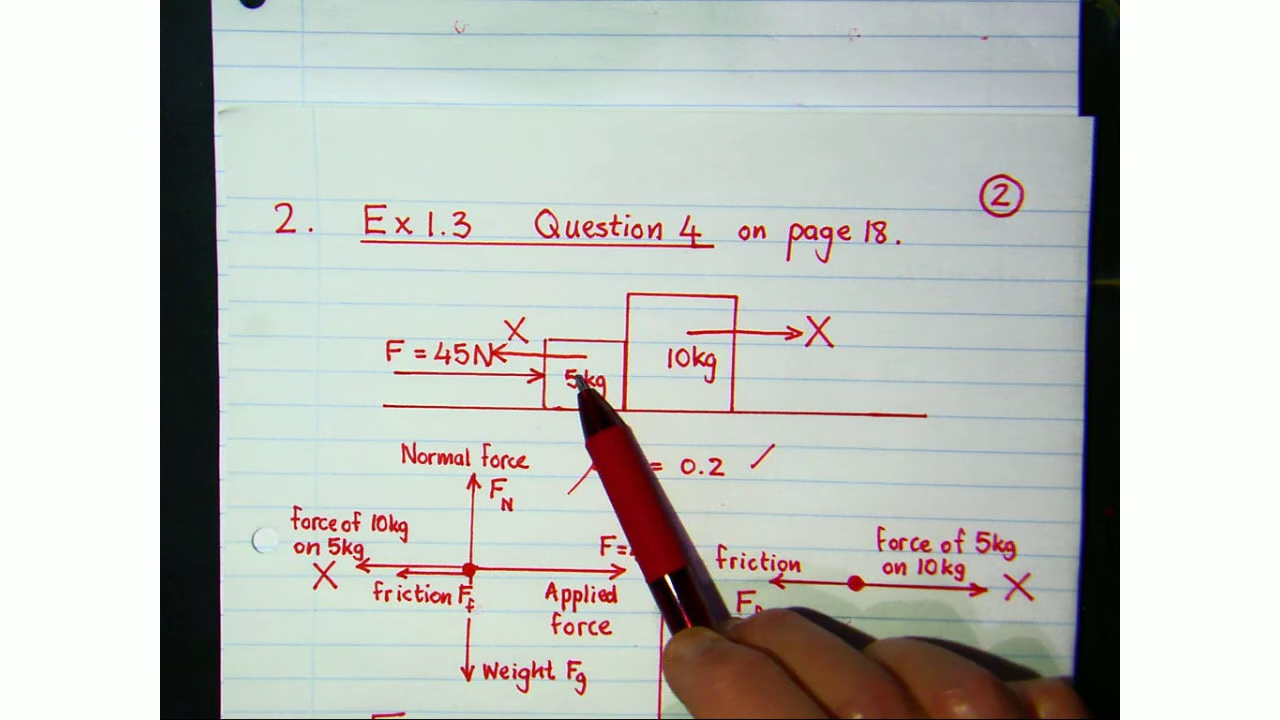 ②
2. Ex 1.3 Question 4 on page 18.
X
F = 45N
5kg
10kg
X
= 0.2 ✓
Normal force
F_N
force of 10kg
on 5kg
X
friction F_f
F=
Applied
force
Weight F_g
friction
force of 5kg
on 10kg
X